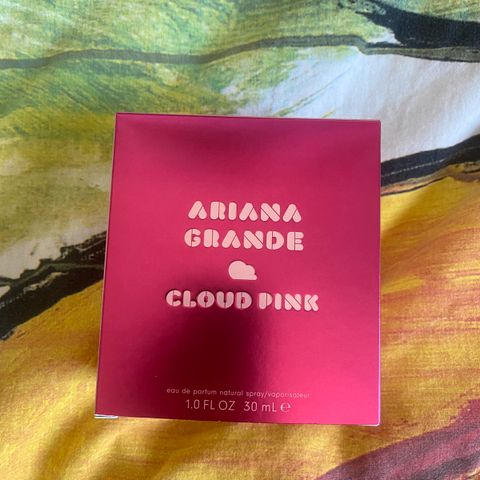 ARIANA
GRANDE
CLOUD PINK
eau de parfum natural spray/vaporisateur
1.0 FL OZ 30 mL ℮